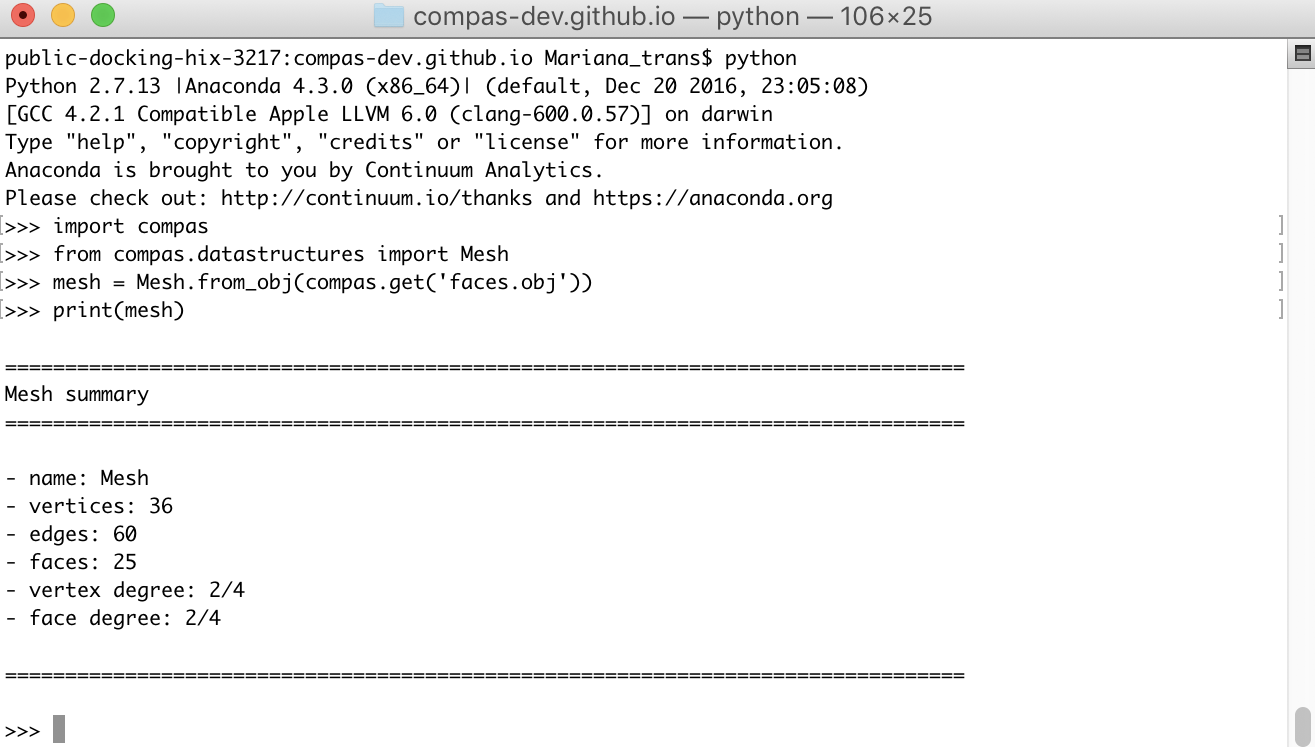 compas-dev.github.io — python — 106×25
public-docking-hix-3217:compas-dev.github.io Mariana_trans$ python
Python 2.7.13 |Anaconda 4.3.0 (x86_64)| (default, Dec 20 2016, 23:05:08)
[GCC 4.2.1 Compatible Apple LLVM 6.0 (clang-600.0.57)] on darwin
Type "help", "copyright", "credits" or "license" for more information.
Anaconda is brought to you by Continuum Analytics.
Please check out: http://continuum.io/thanks and https://anaconda.org
[>>> import compas ]
[>>> from compas.datastructures import Mesh ]
[>>> mesh = Mesh.from_obj(compas.get('faces.obj')) ]
[>>> print(mesh) ]
================================================================================
Mesh summary
================================================================================
- name: Mesh
- vertices: 36
- edges: 60
- faces: 25
- vertex degree: 2/4
- face degree: 2/4
================================================================================
>>>